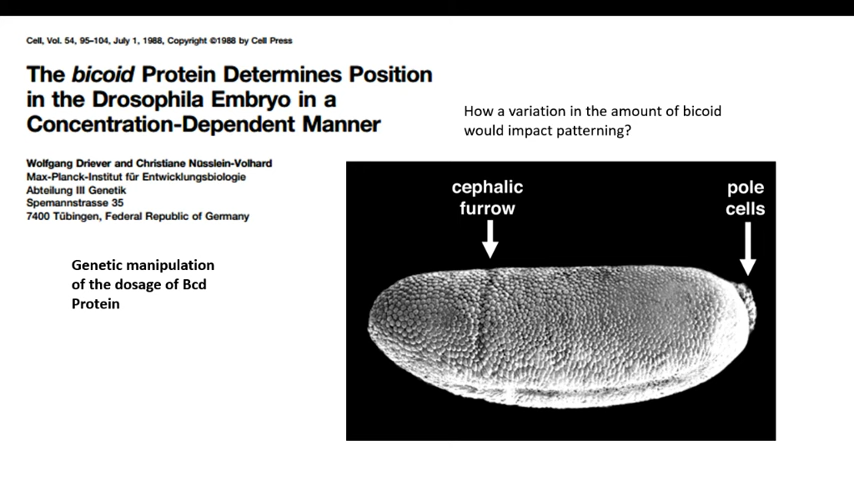 Cell, Vol. 54, 95–104, July 1, 1988, Copyright ©1988 by Cell Press
The bicoid Protein Determines Position
in the Drosophila Embryo in a
Concentration-Dependent Manner
Wolfgang Driever and Christiane Nüsslein-Volhard
Max-Planck-Institut für Entwicklungsbiologie
Abteilung III Genetik
Spemannstrasse 35
7400 Tübingen, Federal Republic of Germany
How a variation in the amount of bicoid
would impact patterning?
Genetic manipulation
of the dosage of Bcd
Protein
cephalic
furrow
pole
cells